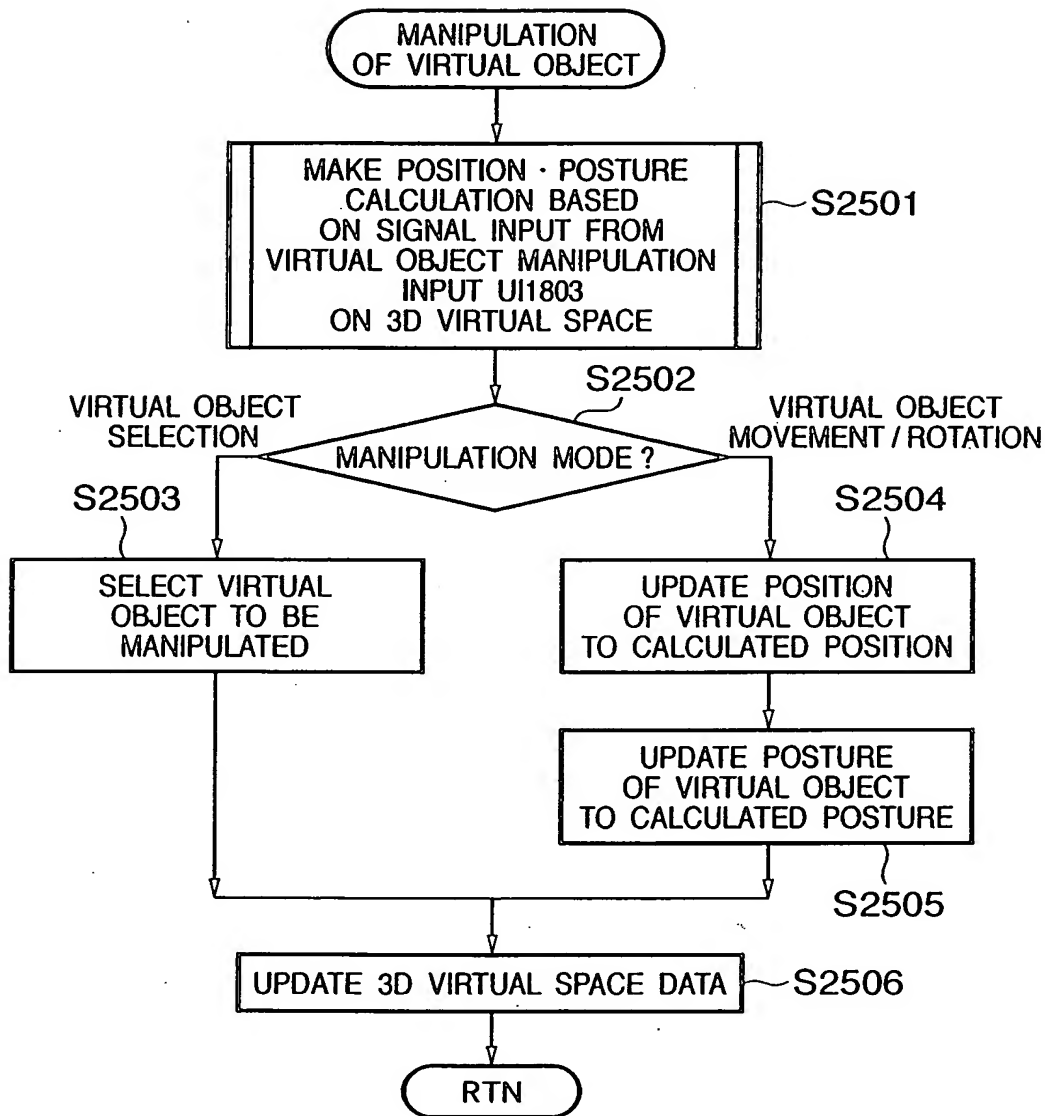 MANIPULATION
OF VIRTUAL OBJECT
MAKE POSITION · POSTURE
CALCULATION BASED
ON SIGNAL INPUT FROM
VIRTUAL OBJECT MANIPULATION
INPUT UI1803
ON 3D VIRTUAL SPACE
S2501
S2502
VIRTUAL OBJECT
SELECTION
MANIPULATION MODE ?
VIRTUAL OBJECT
MOVEMENT / ROTATION
S2503
SELECT VIRTUAL
OBJECT TO BE
MANIPULATED
S2504
UPDATE POSITION
OF VIRTUAL OBJECT
TO CALCULATED POSITION
UPDATE POSTURE
OF VIRTUAL OBJECT
TO CALCULATED POSTURE
S2505
UPDATE 3D VIRTUAL SPACE DATA
S2506
RTN